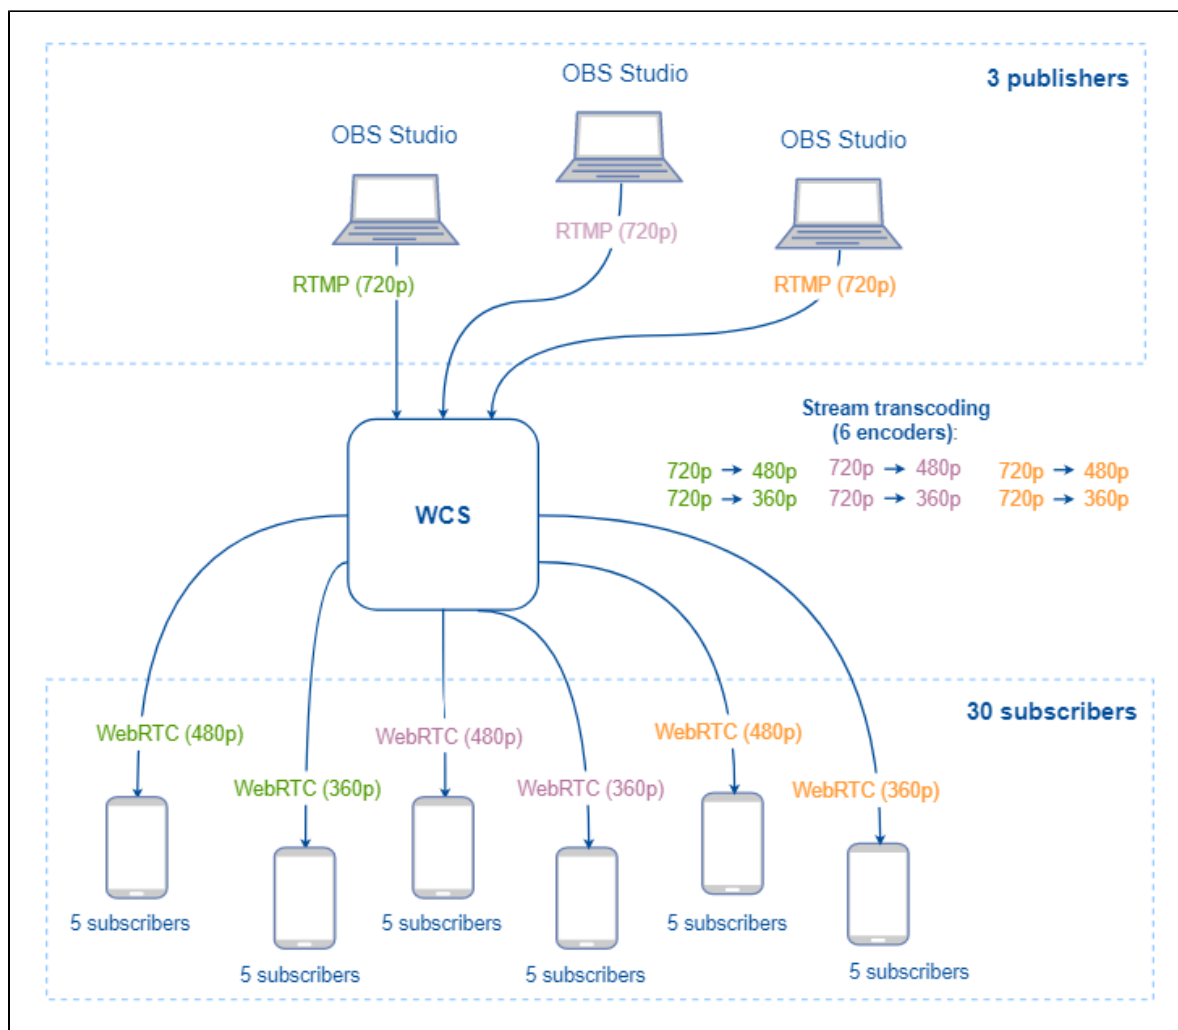 OBS Studio
3 publishers
OBS Studio
OBS Studio
RTMP (720p)
RTMP (720p)
RTMP (720p)
Stream transcoding
(6 encoders):
720p → 480p
720p → 480p
720p → 480p
720p → 360p
720p → 360p
720p → 360p
WCS
30 subscribers
WebRTC (480p)
WebRTC (480p)
WebRTC (480p)
WebRTC (360p)
WebRTC (360p)
WebRTC (360p)
5 subscribers
5 subscribers
5 subscribers
5 subscribers
5 subscribers
5 subscribers